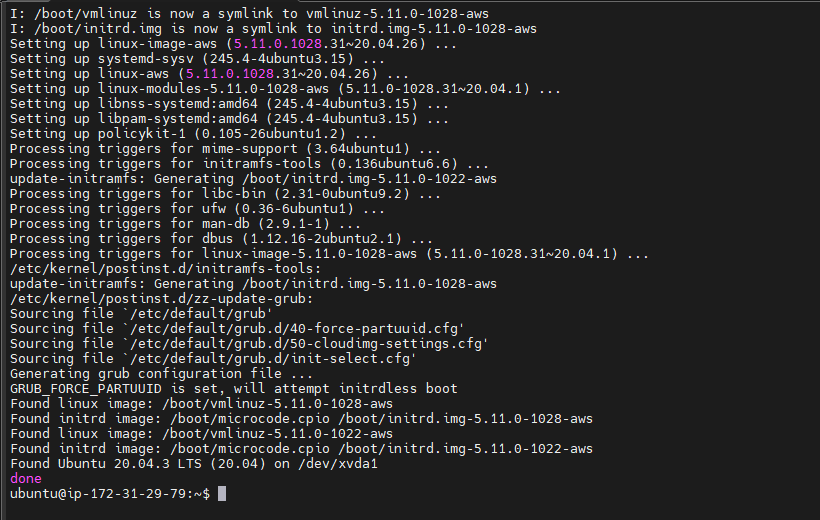 I: /boot/vmlinuz is now a symlink to vmlinuz-5.11.0-1028-aws
I: /boot/initrd.img is now a symlink to initrd.img-5.11.0-1028-aws
Setting up linux-image-aws (5.11.0.1028.31~20.04.26) ...
Setting up systemd-sysv (245.4-4ubuntu3.15) ...
Setting up linux-aws (5.11.0.1028.31~20.04.26) ...
Setting up linux-modules-5.11.0-1028-aws (5.11.0-1028.31~20.04.1) ...
Setting up libnss-systemd:amd64 (245.4-4ubuntu3.15) ...
Setting up libpam-systemd:amd64 (245.4-4ubuntu3.15) ...
Setting up policykit-1 (0.105-26ubuntu1.2) ...
Processing triggers for mime-support (3.64ubuntu1) ...
Processing triggers for initramfs-tools (0.136ubuntu6.6) ...
update-initramfs: Generating /boot/initrd.img-5.11.0-1022-aws
Processing triggers for libc-bin (2.31-0ubuntu9.2) ...
Processing triggers for ufw (0.36-6ubuntu1) ...
Processing triggers for man-db (2.9.1-1) ...
Processing triggers for dbus (1.12.16-2ubuntu2.1) ...
Processing triggers for linux-image-5.11.0-1028-aws (5.11.0-1028.31~20.04.1) ...
/etc/kernel/postinst.d/initramfs-tools:
update-initramfs: Generating /boot/initrd.img-5.11.0-1028-aws
/etc/kernel/postinst.d/zz-update-grub:
Sourcing file `/etc/default/grub'
Sourcing file `/etc/default/grub.d/40-force-partuuid.cfg'
Sourcing file `/etc/default/grub.d/50-cloudimg-settings.cfg'
Sourcing file `/etc/default/grub.d/init-select.cfg'
Generating grub configuration file ...
GRUB_FORCE_PARTUUID is set, will attempt initrdless boot
Found linux image: /boot/vmlinuz-5.11.0-1028-aws
Found initrd image: /boot/microcode.cpio /boot/initrd.img-5.11.0-1028-aws
Found linux image: /boot/vmlinuz-5.11.0-1022-aws
Found initrd image: /boot/microcode.cpio /boot/initrd.img-5.11.0-1022-aws
Found Ubuntu 20.04.3 LTS (20.04) on /dev/xvda1
done
ubuntu@ip-172-31-29-79:~$